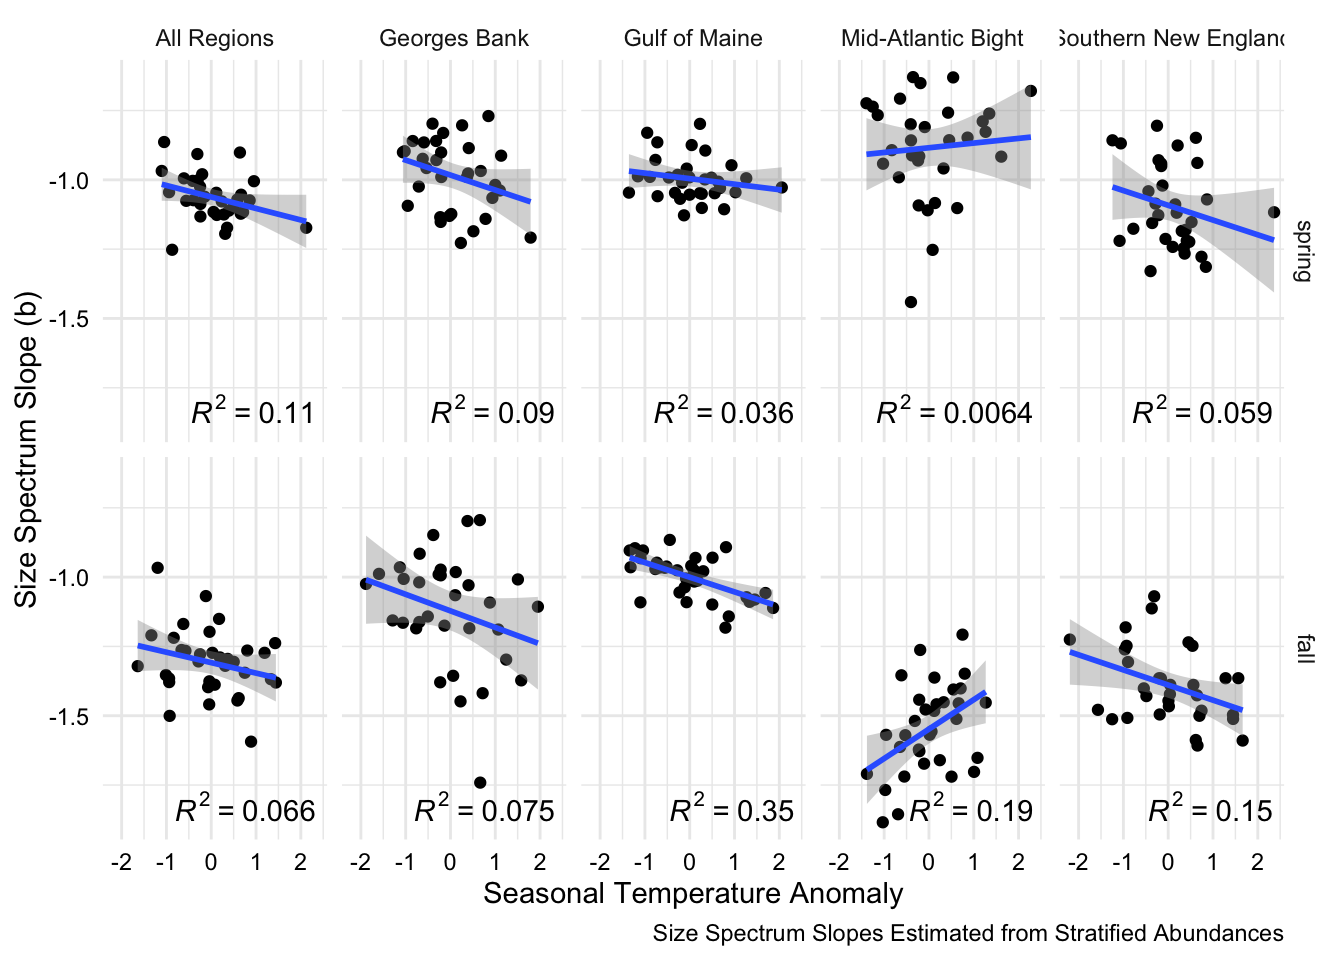 All Regions Georges Bank Gulf of Maine Mid-Atlantic Bight Southern New England
-1.0
-1.5
R² = 0.11 R² = 0.09 R² = 0.036 R² = 0.0064 R² = 0.059
spring
Size Spectrum Slope (b)
-1.0
-1.5
R² = 0.066 R² = 0.075 R² = 0.35 R² = 0.19 R² = 0.15
fall
-2 -1 0 1 2 -2 -1 0 1 2 -2 -1 0 1 2 -2 -1 0 1 2 -2 -1 0 1 2
Seasonal Temperature Anomaly
Size Spectrum Slopes Estimated from Stratified Abundances